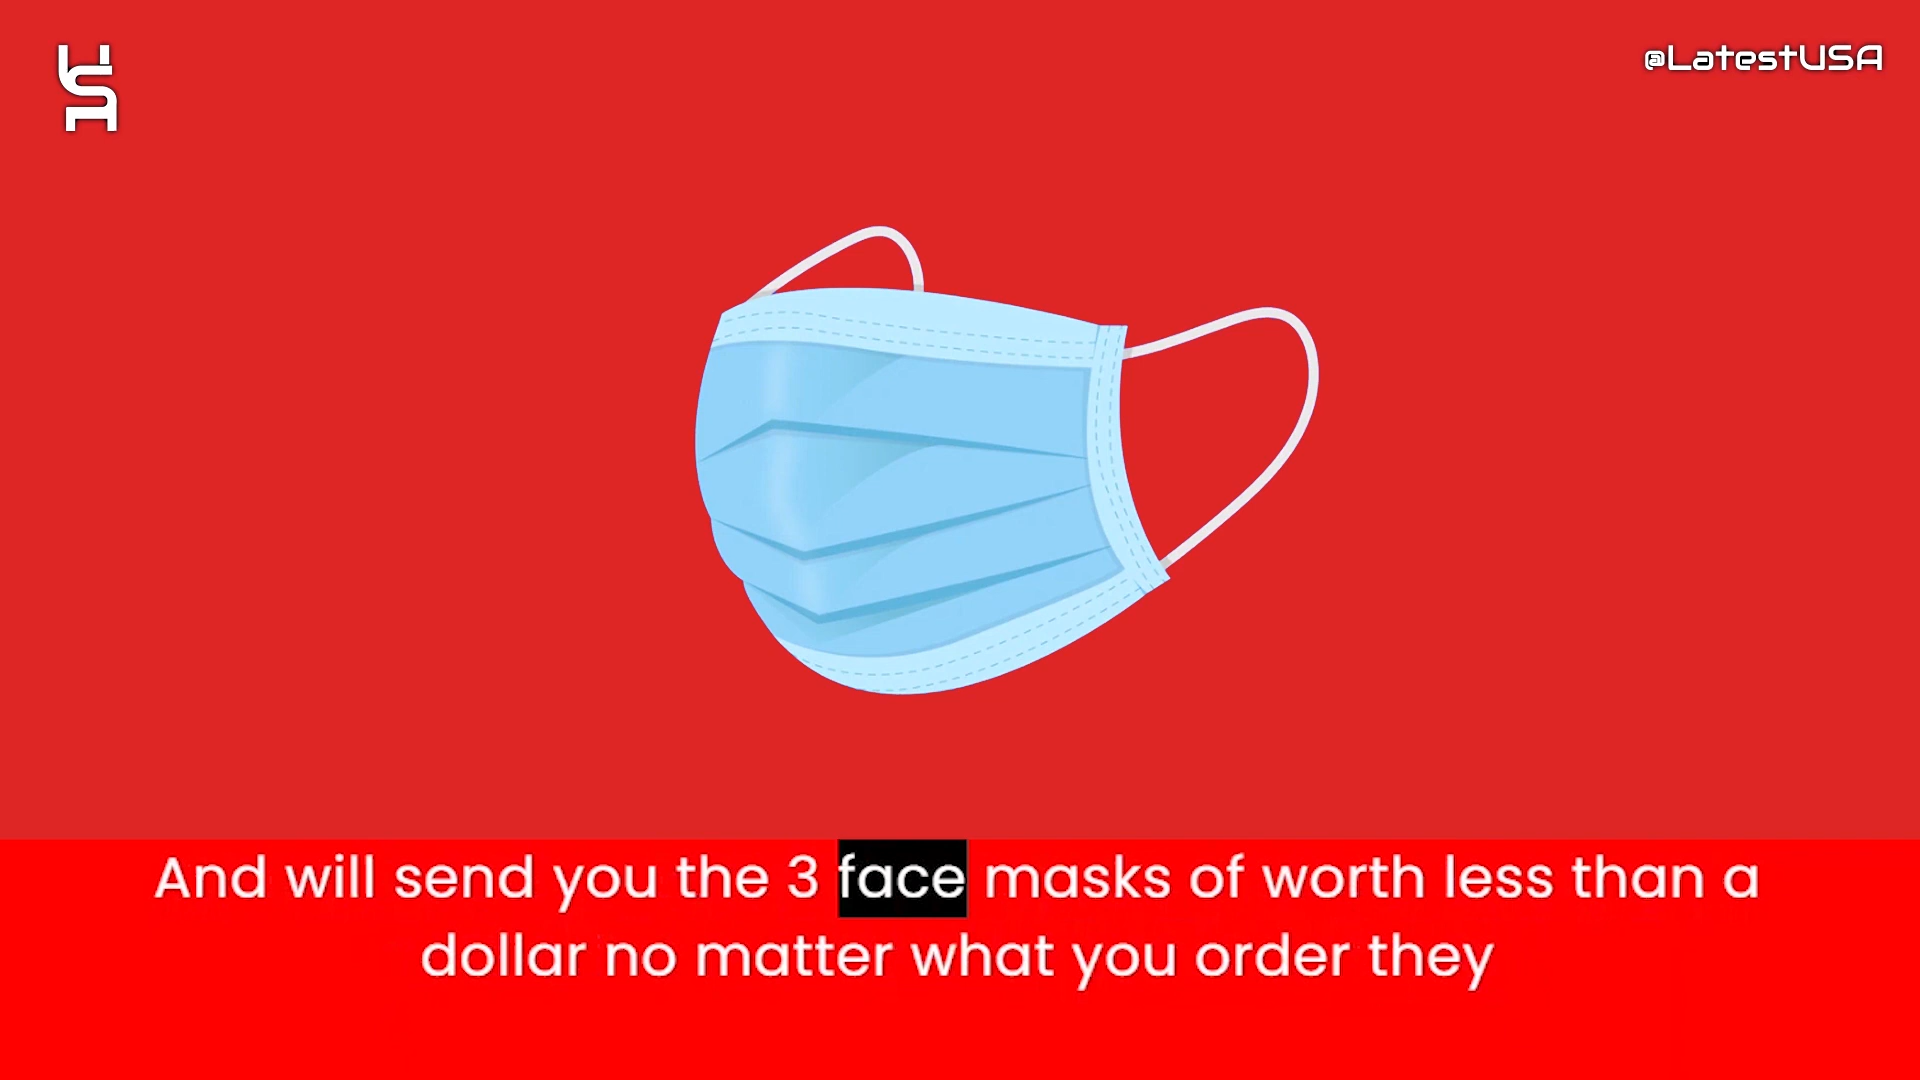 USA
@LatestUSA
And will send you the 3 face masks of worth less than a
dollar no matter what you order they